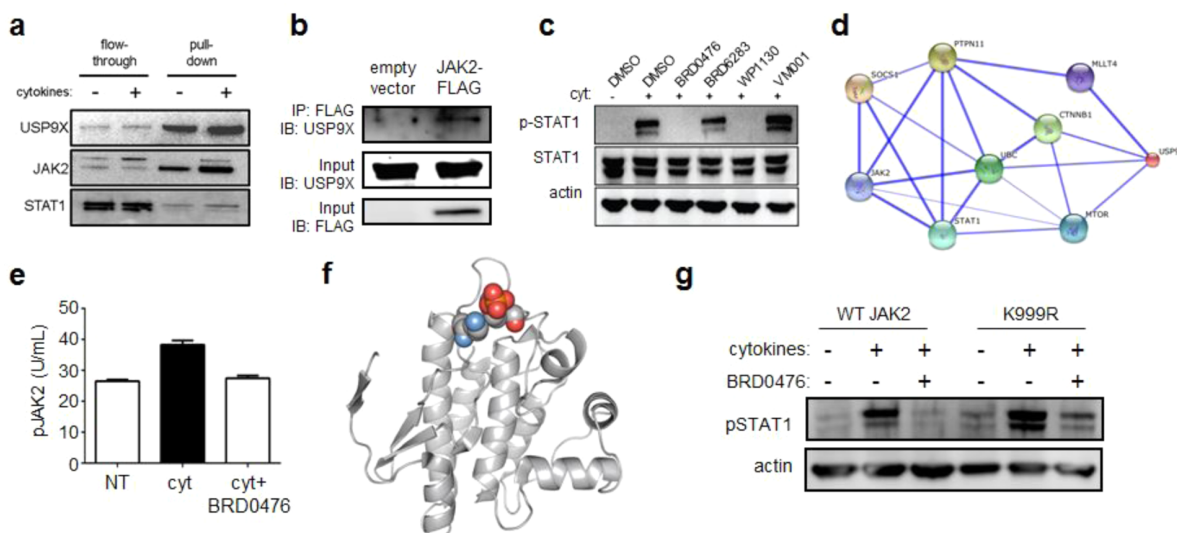 a
flow-
through
pull-
down
cytokines:
- + - +
USP9X
JAK2
STAT1
b
empty
vector
JAK2-
FLAG
IP: FLAG
IB: USP9X
Input
IB: USP9X
Input
IB: FLAG
c
DMSO
DMSO
BRD0476
BRD6283
WP1130
VM001
cyt:
- + + + + +
p-STAT1
STAT1
actin
d
PTPN11
SOCS1
MLLT4
CTNNB1
UBC
JAK2
STAT1
MTOR
e
pJAK2 (U/mL)
50
40
30
20
10
0
NT
cyt
cyt+
BRD0476
f
g
WT JAK2
K999R
cytokines: - + + - + +
BRD0476: - - + - - +
pSTAT1
actin